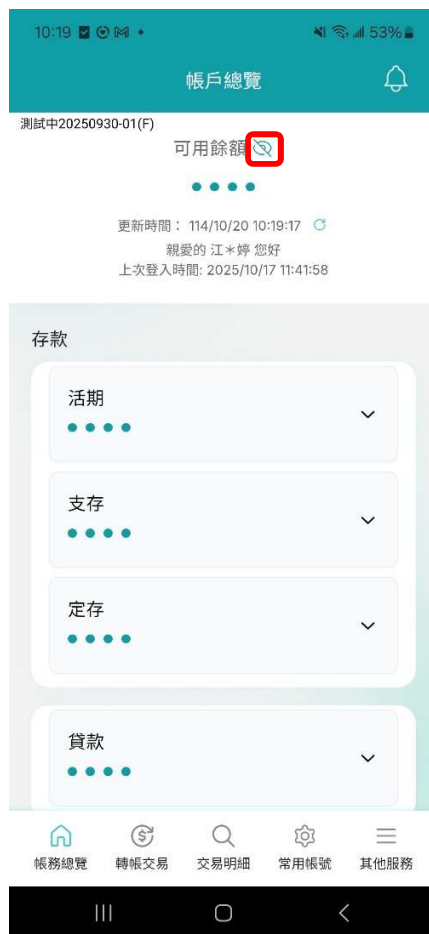 10:19 53%
帳戶總覽
測試中20250930-01(F)
可用餘額
更新時間： 114/10/20 10:19:17
親愛的 江＊婷 您好
上次登入時間: 2025/10/17 11:41:58
存款
活期
支存
定存
貸款
帳務總覽 轉帳交易 交易明細 常用帳號 其他服務